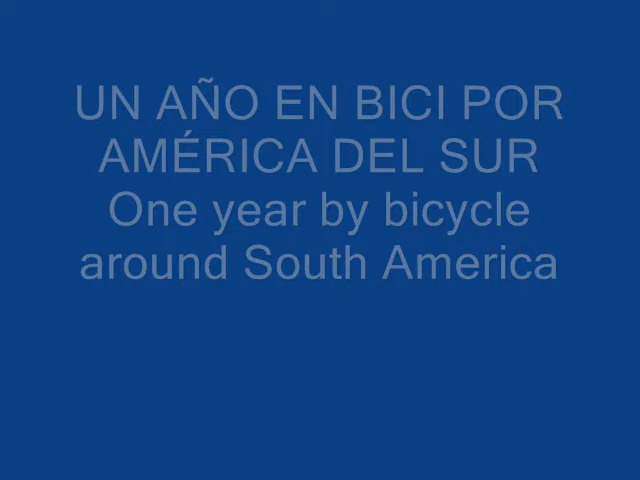 UN AÑO EN BICI POR
AMÉRICA DEL SUR
One year by bicycle
around South America